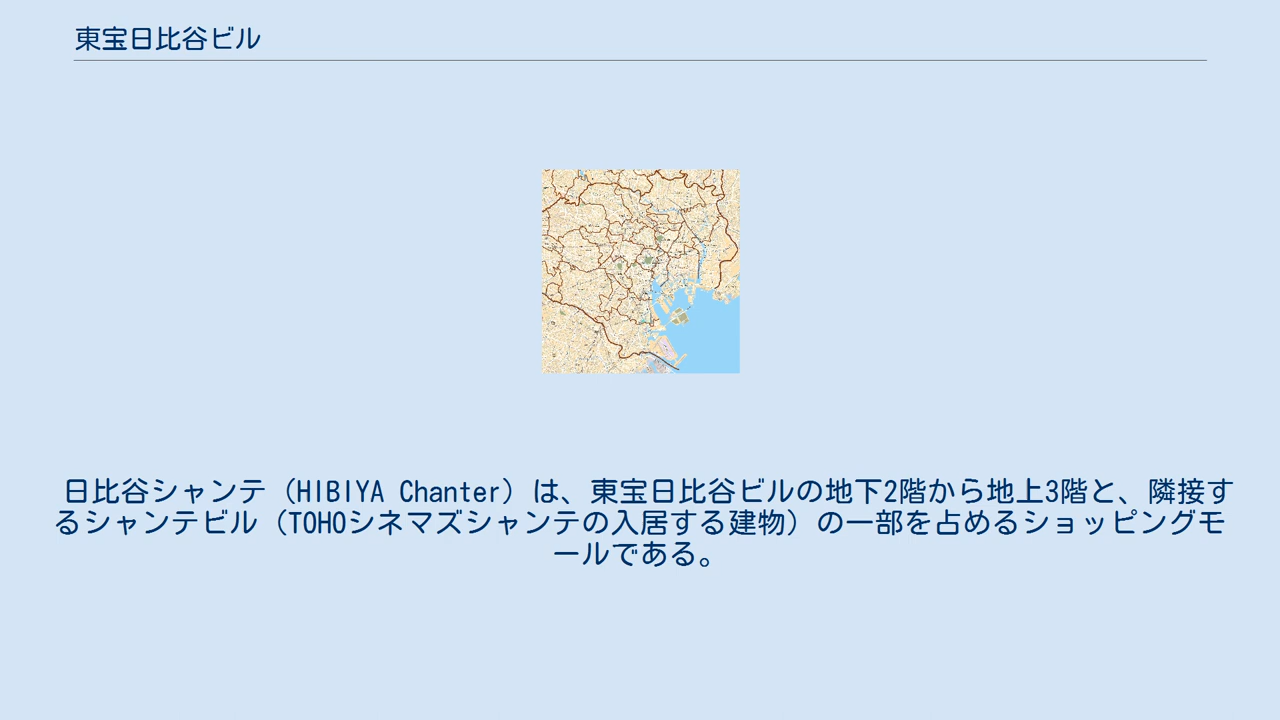 東宝日比谷ビル
日比谷シャンテ（HIBIYA Chanter）は、東宝日比谷ビルの地下2階から地上3階と、隣接す
るシャンテビル（TOHOシネマズシャンテの入居する建物）の一部を占めるショッピングモ
ールである。